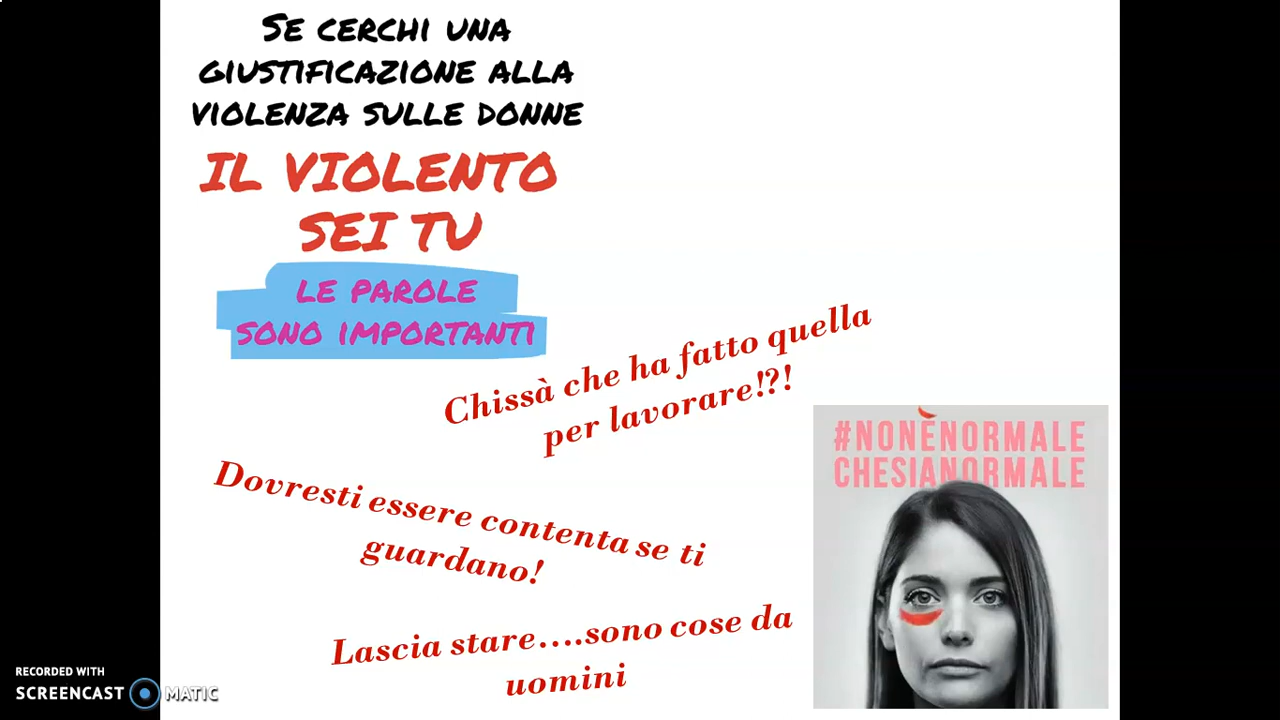 SE CERCHI UNA
GIUSTIFICAZIONE ALLA
VIOLENZA SULLE DONNE
IL VIOLENTO
SEI TU
LE PAROLE
SONO IMPORTANTI
Chissà che ha fatto quella
per lavorare!?!
Dovresti essere contenta se ti
guardano!
Lascia stare....sono cose da
uomini
#NONÈNORMALE
CHESIANORMALE
RECORDED WITH
SCREENCAST MATIC